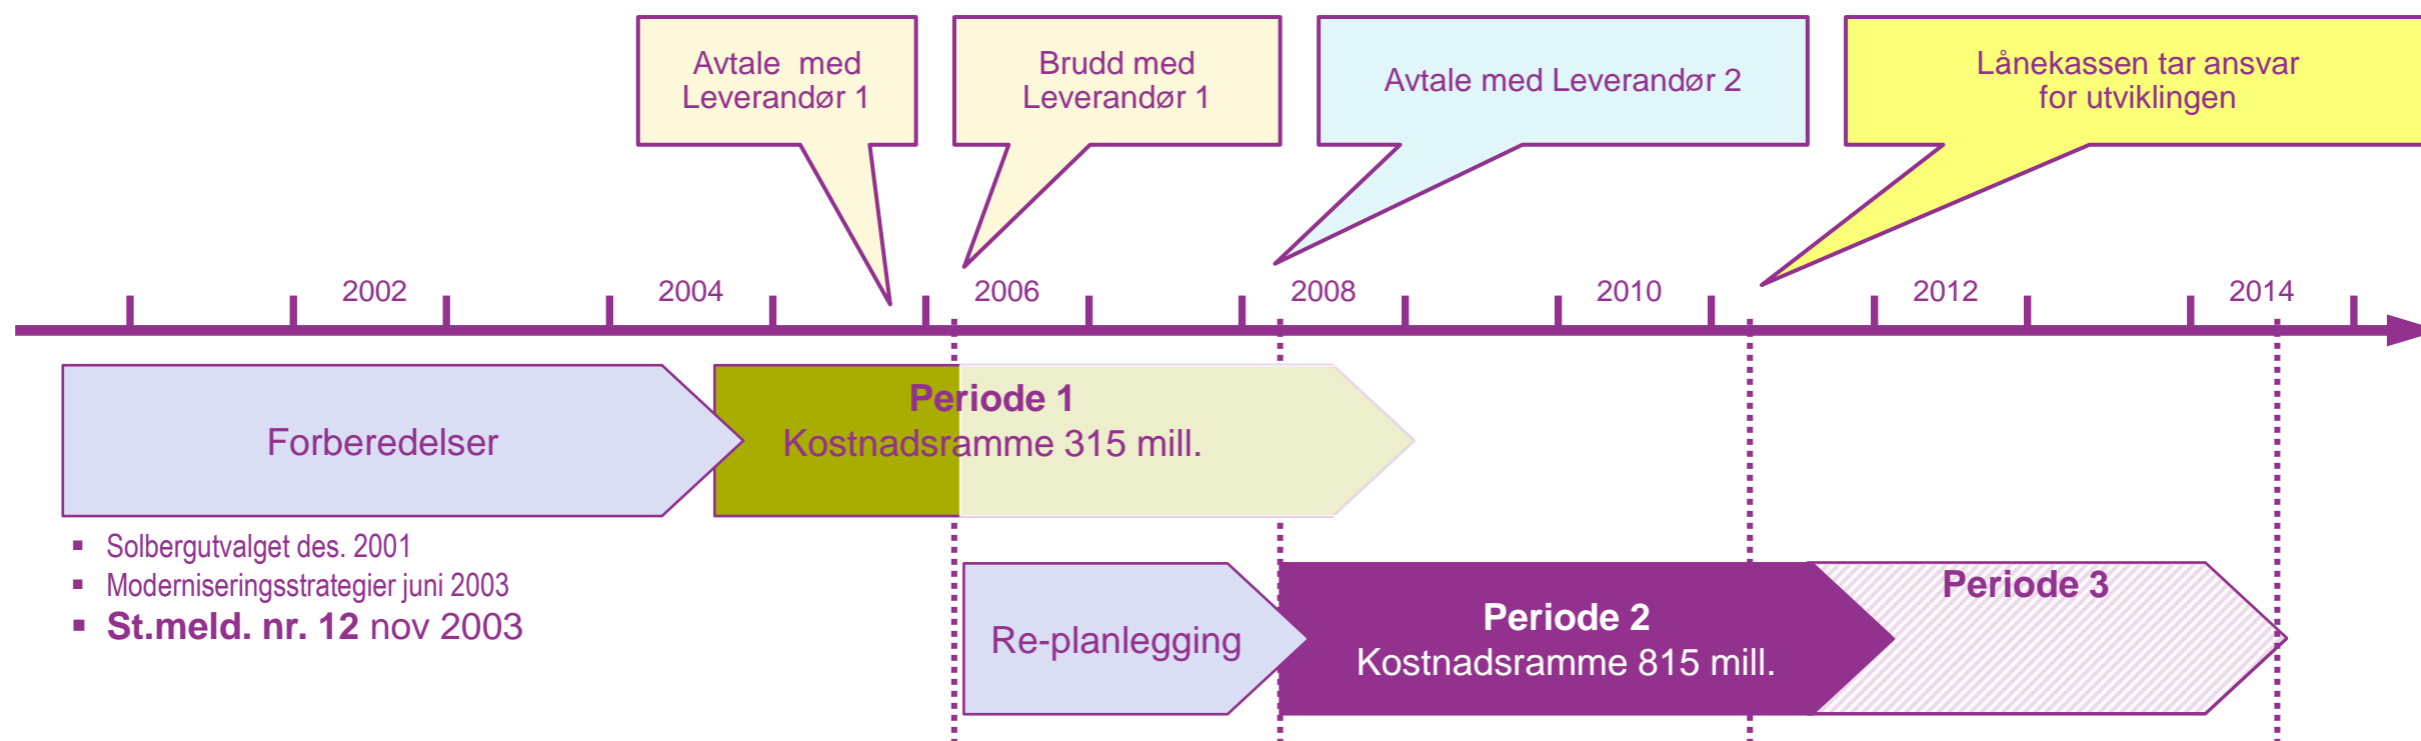 Avtale med
Leverandør 1
Brudd med
Leverandør 1
Avtale med Leverandør 2
Lånekassen tar ansvar
for utviklingen
2002
2004
2006
2008
2010
2012
2014
Forberedelser
Periode 1
Kostnadsramme 315 mill.
▪ Solbergutvalget des. 2001
▪ Moderniseringsstrategier juni 2003
▪ St.meld. nr. 12 nov 2003
Re-planlegging
Periode 2
Kostnadsramme 815 mill.
Periode 3